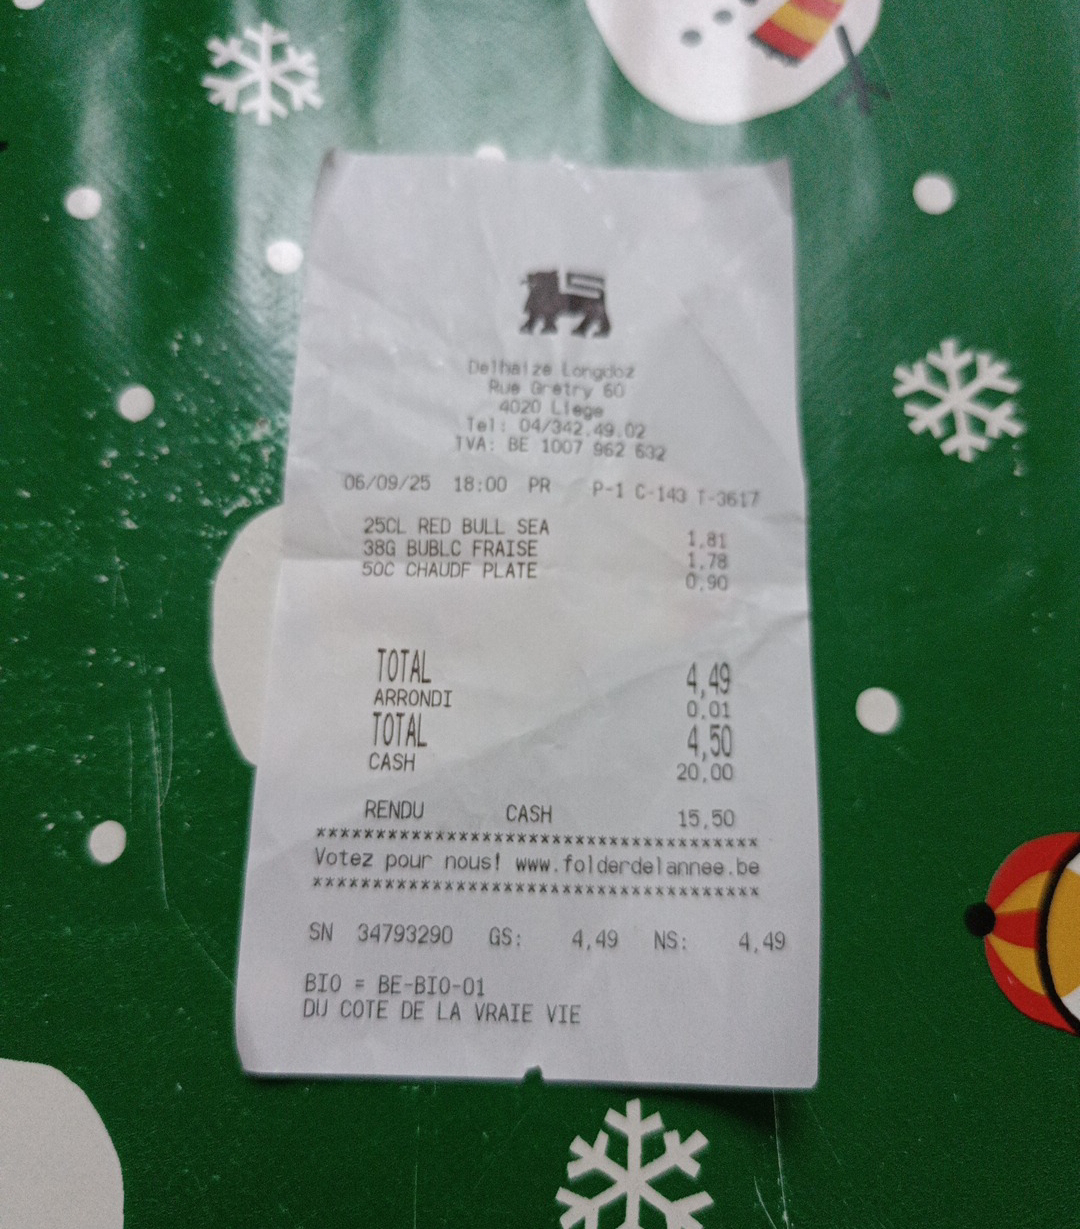 Delhaize Longdoz
Rue Gretry 60
4020 Liege
Tel: 04/342.49.02
TVA: BE 1007 962 632
06/09/25 18:00 PR P-1 C-143 T-3617
25CL RED BULL SEA 1,81
38G BUBLC FRAISE 1,78
50C CHAUDF PLATE 0,90
TOTAL 4,49
ARRONDI 0,01
TOTAL 4,50
CASH 20,00
RENDU CASH 15,50
****************************************
Votez pour nous! www.folderdelannee.be
****************************************
SN 34793290 GS: 4,49 NS: 4,49
BIO = BE-BIO-01
DU COTE DE LA VRAIE VIE